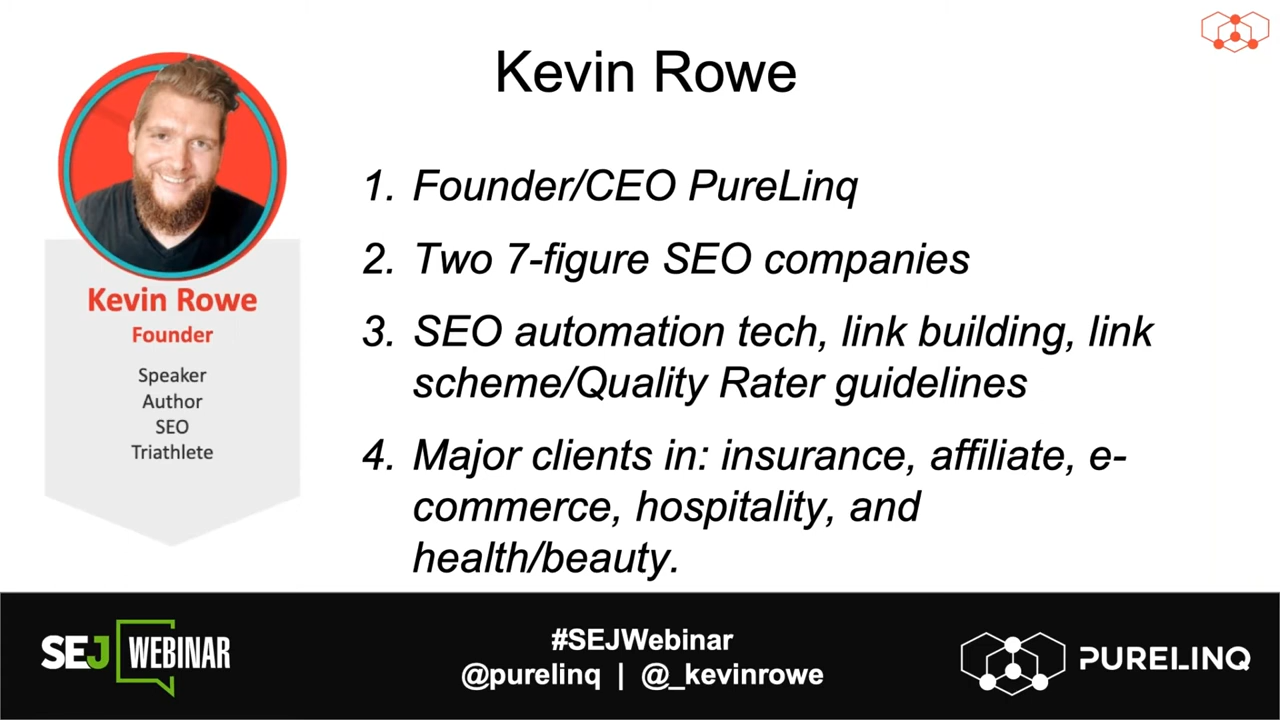 Kevin Rowe
Kevin Rowe
Founder
Speaker
Author
SEO
Triathlete
1. Founder/CEO PureLinq
2. Two 7-figure SEO companies
3. SEO automation tech, link building, link
scheme/Quality Rater guidelines
4. Major clients in: insurance, affiliate, e-
commerce, hospitality, and
health/beauty.
SEJ WEBINAR
#SEJWebinar
@purelinq | @_kevinrowe
PURELINQ